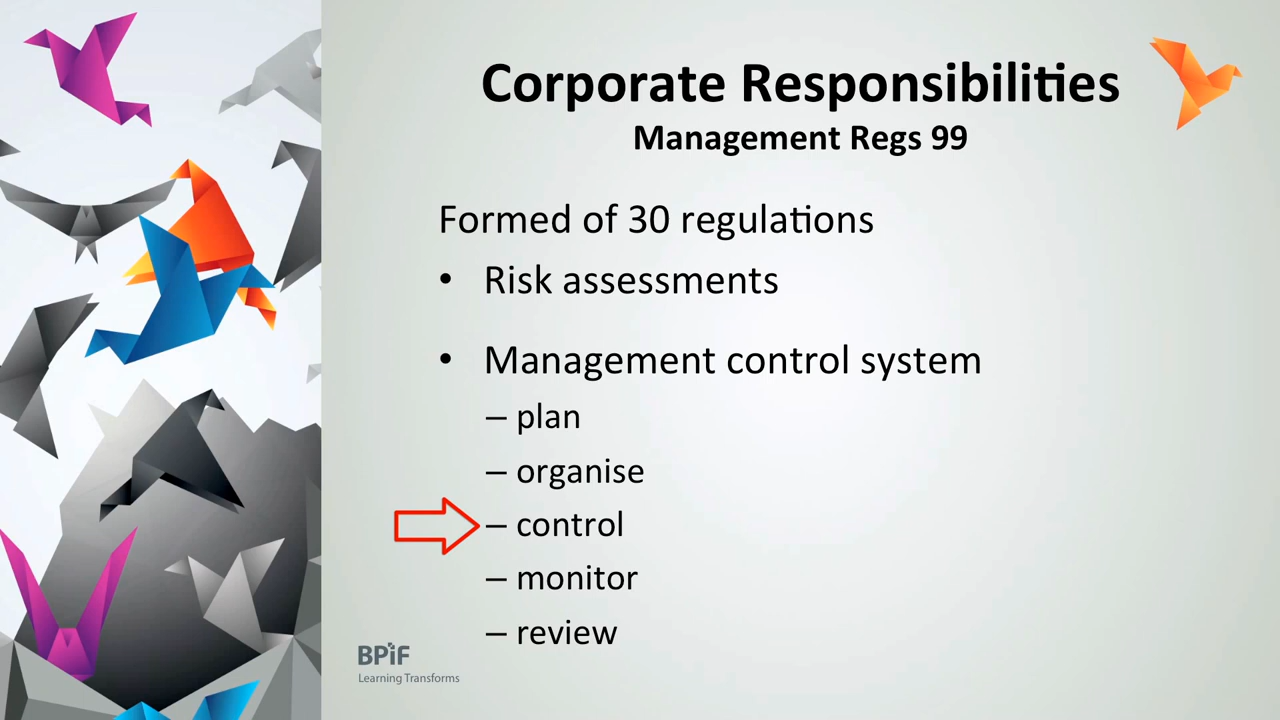 Corporate Responsibilities
Management Regs 99
Formed of 30 regulations
• Risk assessments
• Management control system
– plan
– organise
– control
– monitor
– review
BPiF
Learning Transforms